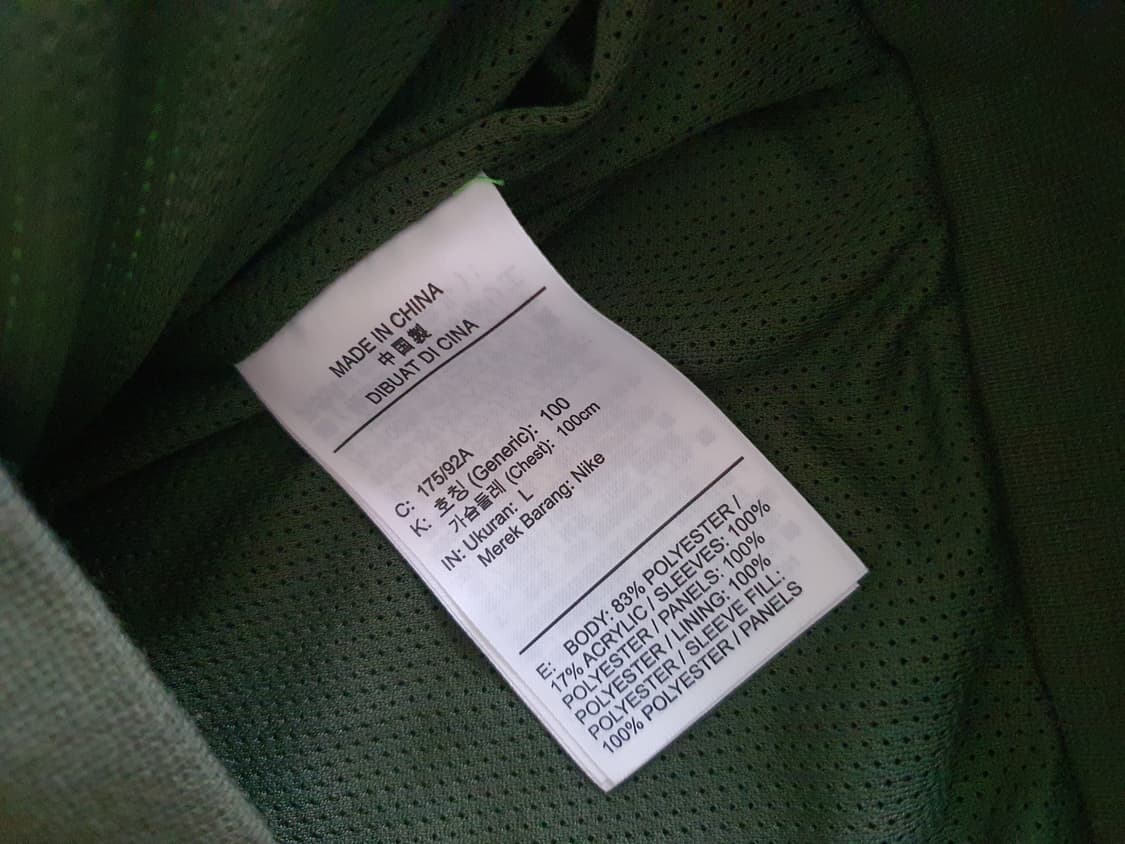 MADE IN CHINA
中国製
DIBUAT DI CINA
C: 175/92A
K: 호칭 (Generic): 100
가슴둘레 (Chest): 100cm
IN: Ukuran: L
Merek Barang: Nike
E: BODY: 83% POLYESTER /
17% ACRYLIC / SLEEVES: 100%
POLYESTER / PANELS: 100%
POLYESTER / LINING: 100%
POLYESTER / SLEEVE FILL:
100% POLYESTER / PANELS